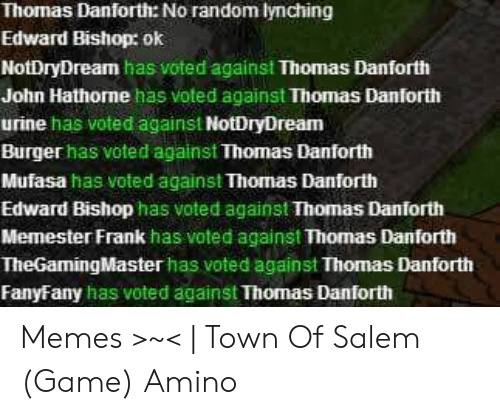 Thomas Danforth: No random lynching
Edward Bishop: ok
NotDryDream has voted against Thomas Danforth
John Hathorne has voted against Thomas Danforth
urine has voted against NotDryDream
Burger has voted against Thomas Danforth
Mufasa has voted against Thomas Danforth
Edward Bishop has voted against Thomas Danforth
Memester Frank has voted against Thomas Danforth
TheGamingMaster has voted against Thomas Danforth
FanyFany has voted against Thomas Danforth
Memes >~< | Town Of Salem
(Game) Amino